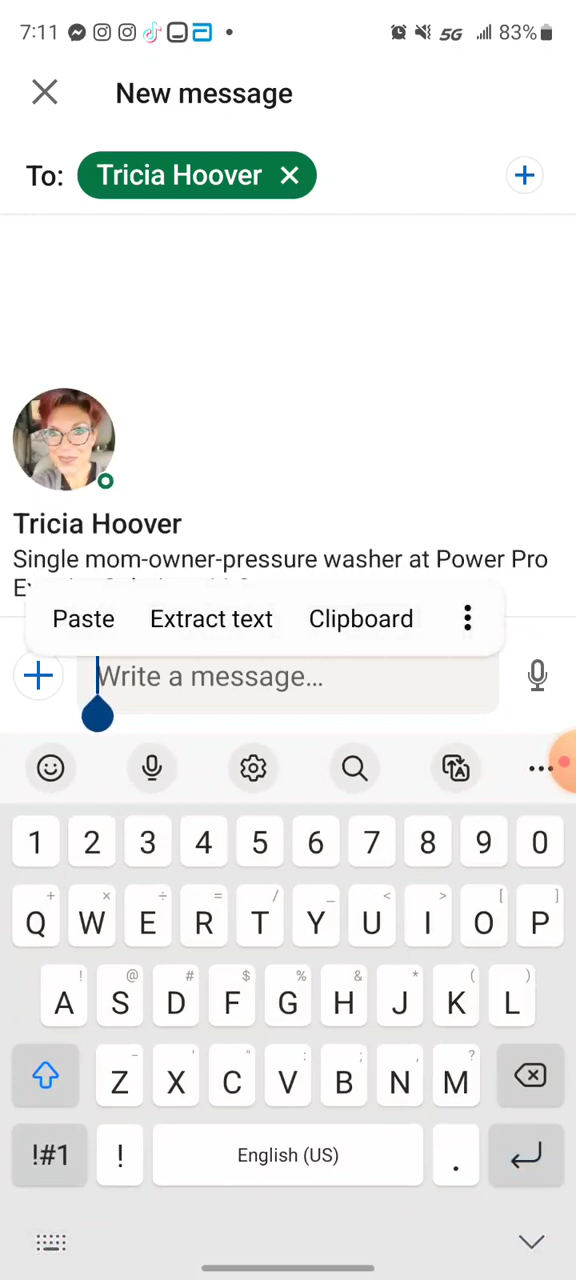 7:11 5G 83%
New message
To: Tricia Hoover
Tricia Hoover
Single mom-owner-pressure washer at Power Pro
Paste Extract text Clipboard
Write a message...
1 2 3 4 5 6 7 8 9 0
+ × ÷ = / _ < > [ ]
Q W E R T Y U I O P
! @ # $ % & * ( )
A S D F G H J K L
- ' " : ; , ?
Z X C V B N M
!#1 ! English (US) .